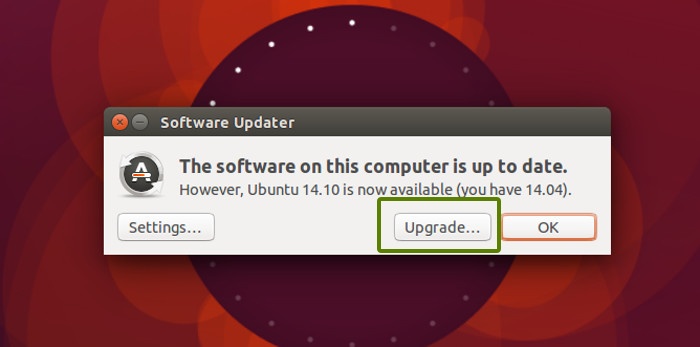 Software Updater
The software on this computer is up to date.
However, Ubuntu 14.10 is now available (you have 14.04).
Settings...
Upgrade...
OK